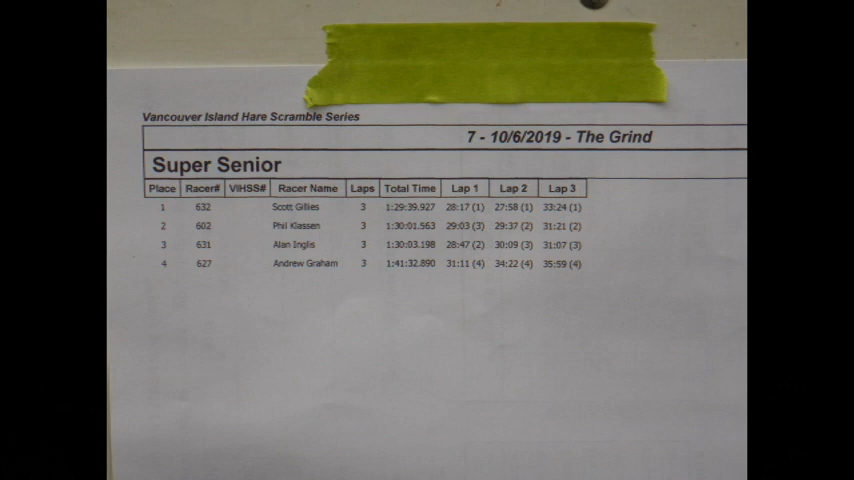 Vancouver Island Hare Scramble Series
7 - 10/6/2019 - The Grind
Super Senior
Place Racer# VIHSS# Racer Name Laps Total Time Lap 1 Lap 2 Lap 3
1 632 Scott Gillies 3 1:29:39.927 28:17 (1) 27:58 (1) 33:24 (1)
2 602 Phil Klassen 3 1:30:01.563 29:03 (3) 29:37 (2) 31:21 (2)
3 631 Alan Inglis 3 1:30:03.198 28:47 (2) 30:09 (3) 31:07 (3)
4 627 Andrew Graham 3 1:41:32.890 31:11 (4) 34:22 (4) 35:59 (4)